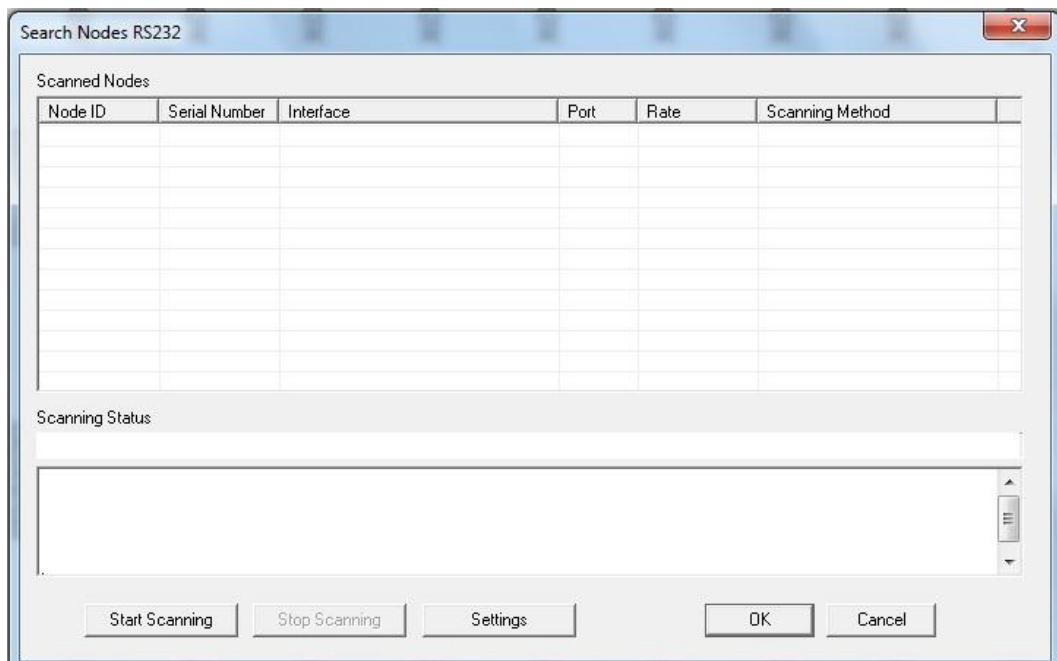 Search Nodes RS232
Scanned Nodes
Node ID Serial Number Interface Port Rate Scanning Method
Scanning Status
Start Scanning Stop Scanning Settings OK Cancel